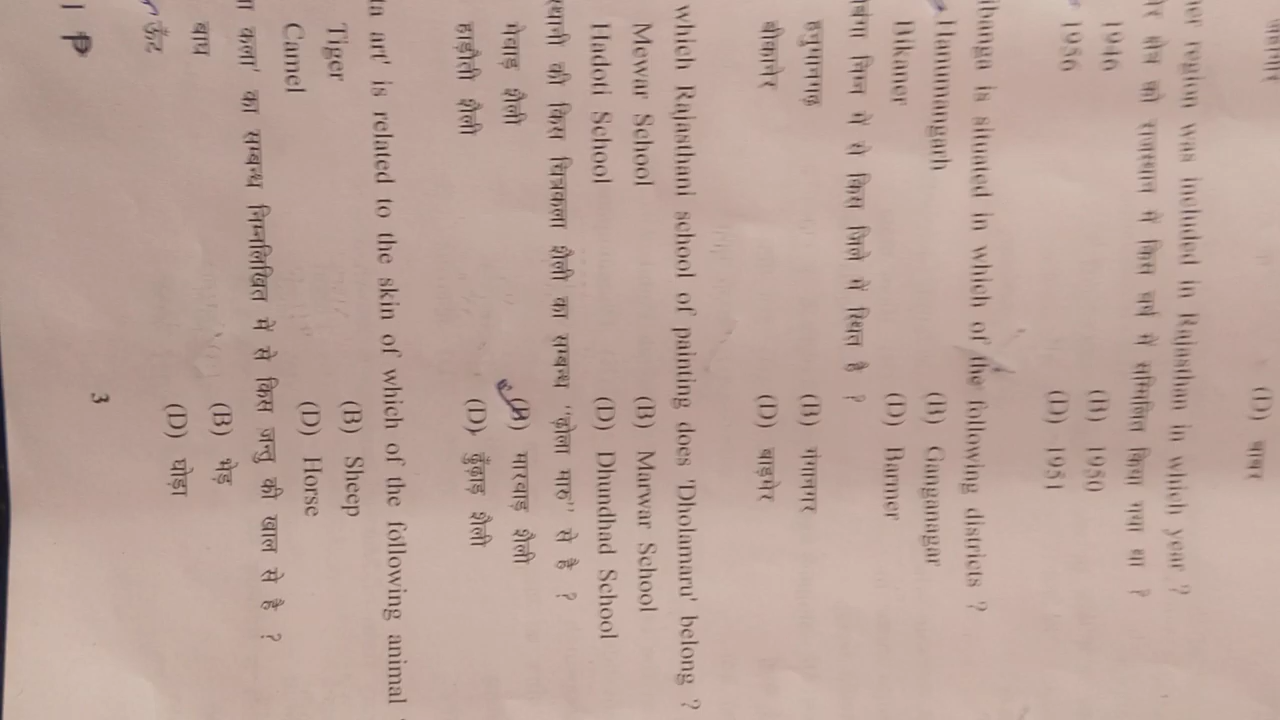 (D)
ner region was included in Rajasthan in which year ?
1946
(B) 1950
1956
(D) 1951
क्षेत्र को राजस्थान में किस वर्ष में सम्मिलित किया गया था ?
ibanga is situated in which of the following districts ?
Hanumangarh
(B) Ganganagar
Bikaner
(D) Barmer
निम्न में से किस जिले में स्थित है ?
हनुमानगढ़
(B) गंगानगर
बीकानेर
(D) बाड़मेर
which Rajasthani school of painting does 'Dholamaru' belong ?
Mewar School
(B) Marwar School
Hadoti School
(D) Dhundhad School
स्थानी की किस चित्रकला शैली का सम्बन्ध "ढ़ोला मारु" से है ?
मेवाड़ शैली
मारवाड़ शैली
हाड़ौती शैली
(D) ढूंढाड़ शैली
ta art' is related to the skin of which of the following animal
Tiger
(B) Sheep
Camel
(D) Horse
ा कला' का सम्बन्ध निम्नलिखित में से किस जन्तु की खाल से है ?
बाघ
(B) भेड़
ऊँट
(D) घोड़ा
3